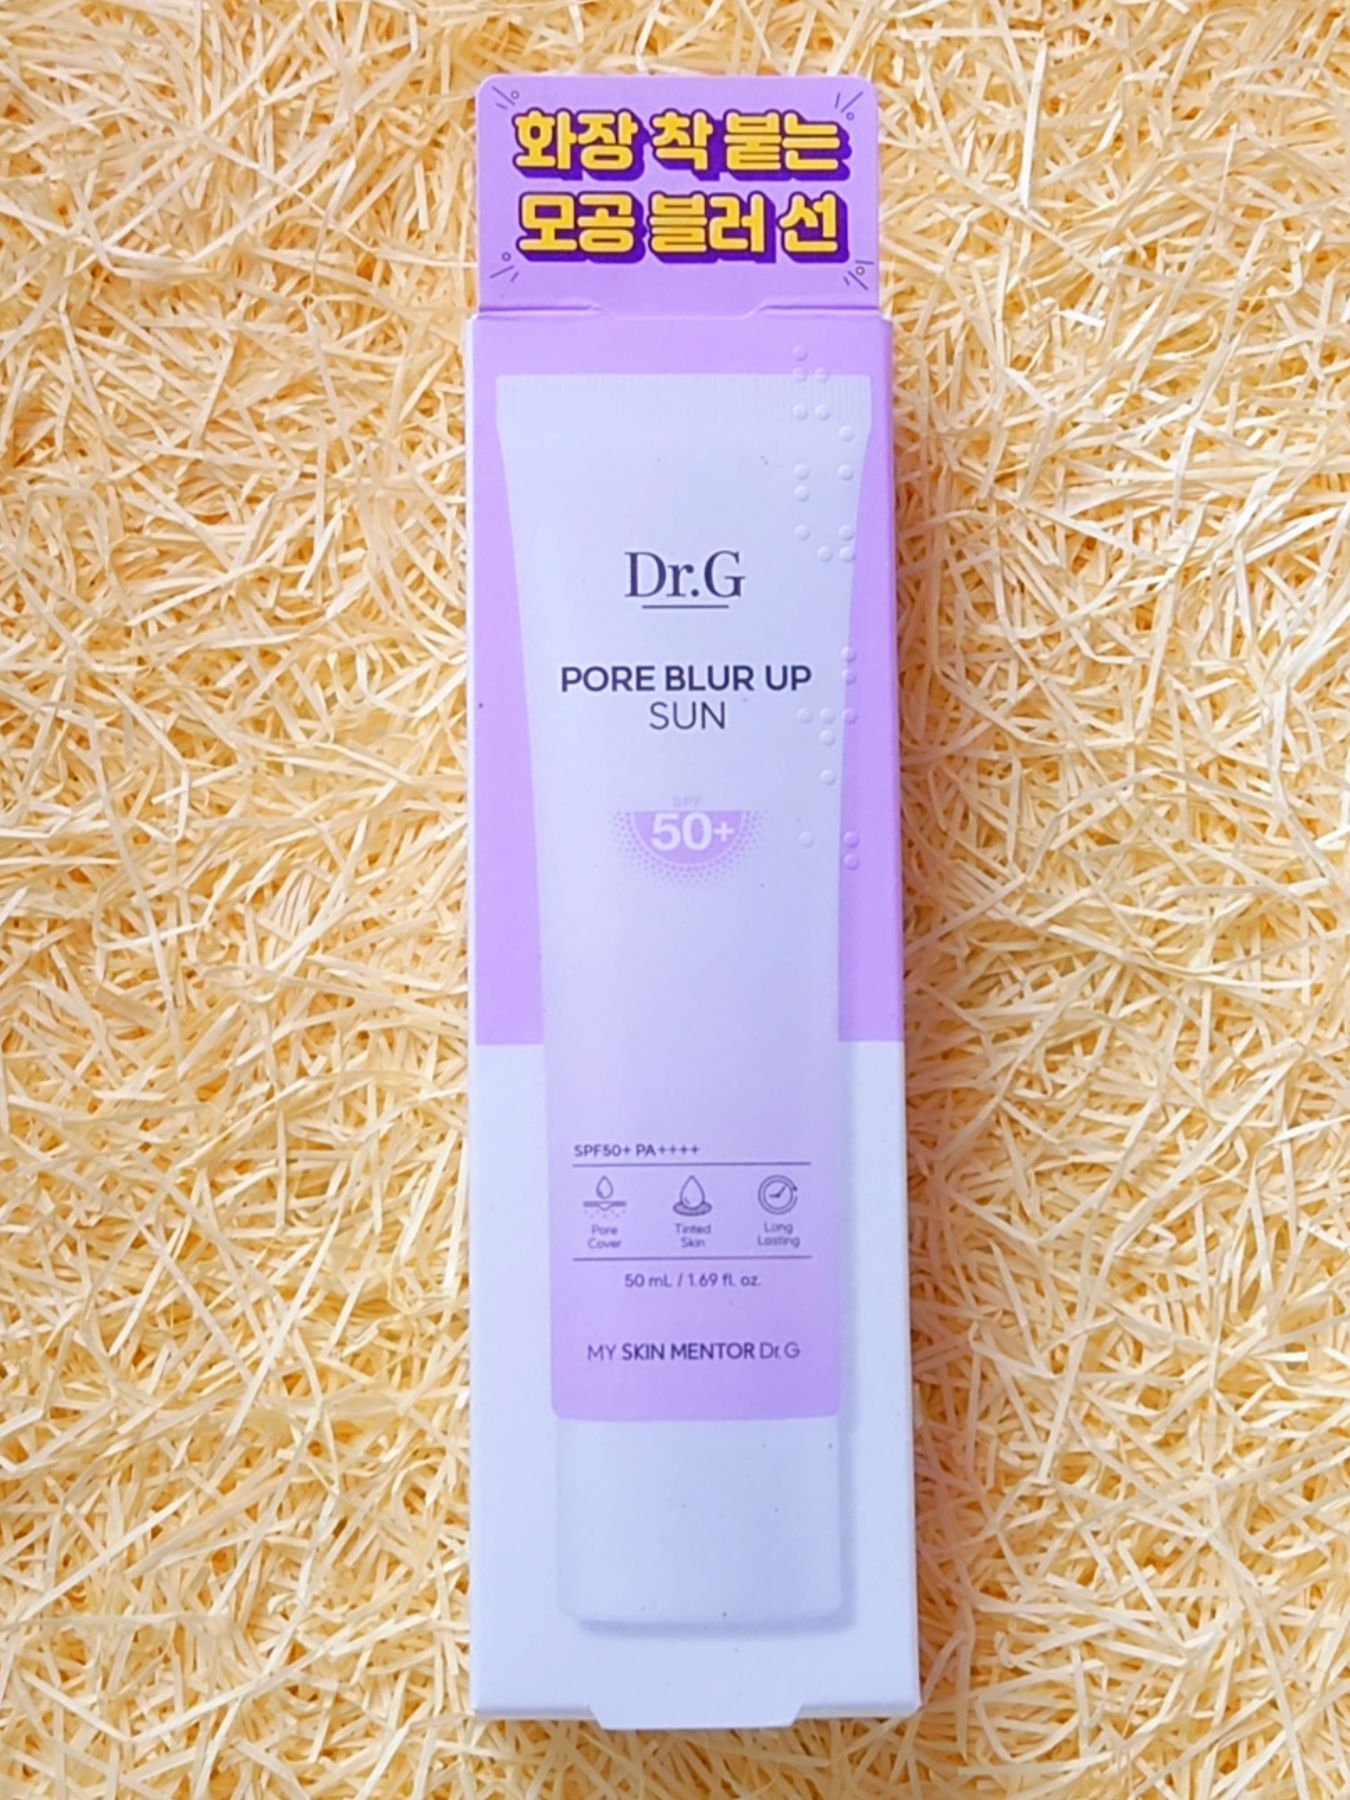 화장 착 붙는
모공 블러 선
Dr.G
PORE BLUR UP
SUN
SPF
50+
SPF50+ PA++++
Pore
Cover
Tinted
Skin
Long
Lasting
50 mL / 1.69 fl. oz.
MY SKIN MENTOR Dr.G